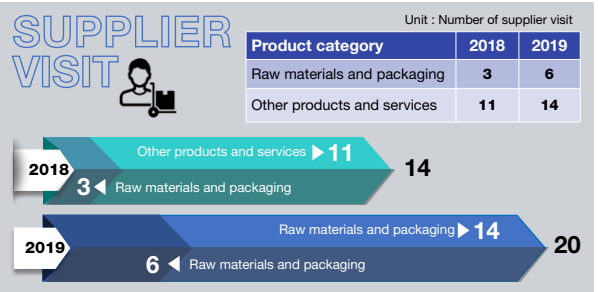 SUPPLIER
VISIT
Unit : Number of supplier visit
Product category 2018 2019
Raw materials and packaging 3 6
Other products and services 11 14
2018
Other products and services 11
3 Raw materials and packaging
14
2019
Raw materials and packaging 14
6 Raw materials and packaging
20